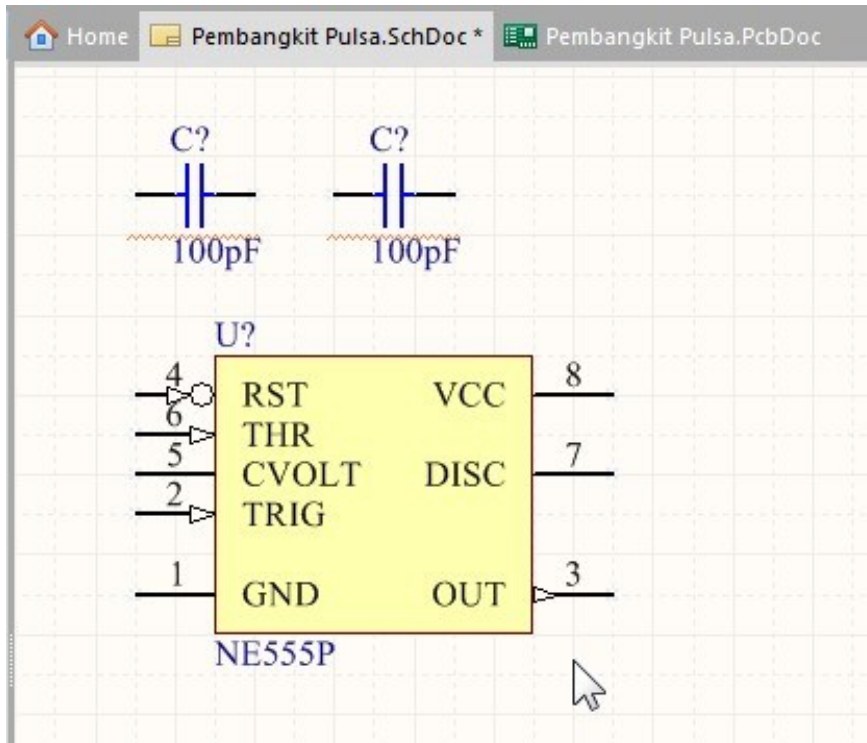 Home Pembangkit Pulsa.SchDoc * Pembangkit Pulsa.PcbDoc
C? C?
100pF 100pF
U?
4 RST VCC 8
6 THR
5 CVOLT DISC 7
2 TRIG
1 GND OUT 3
NE555P